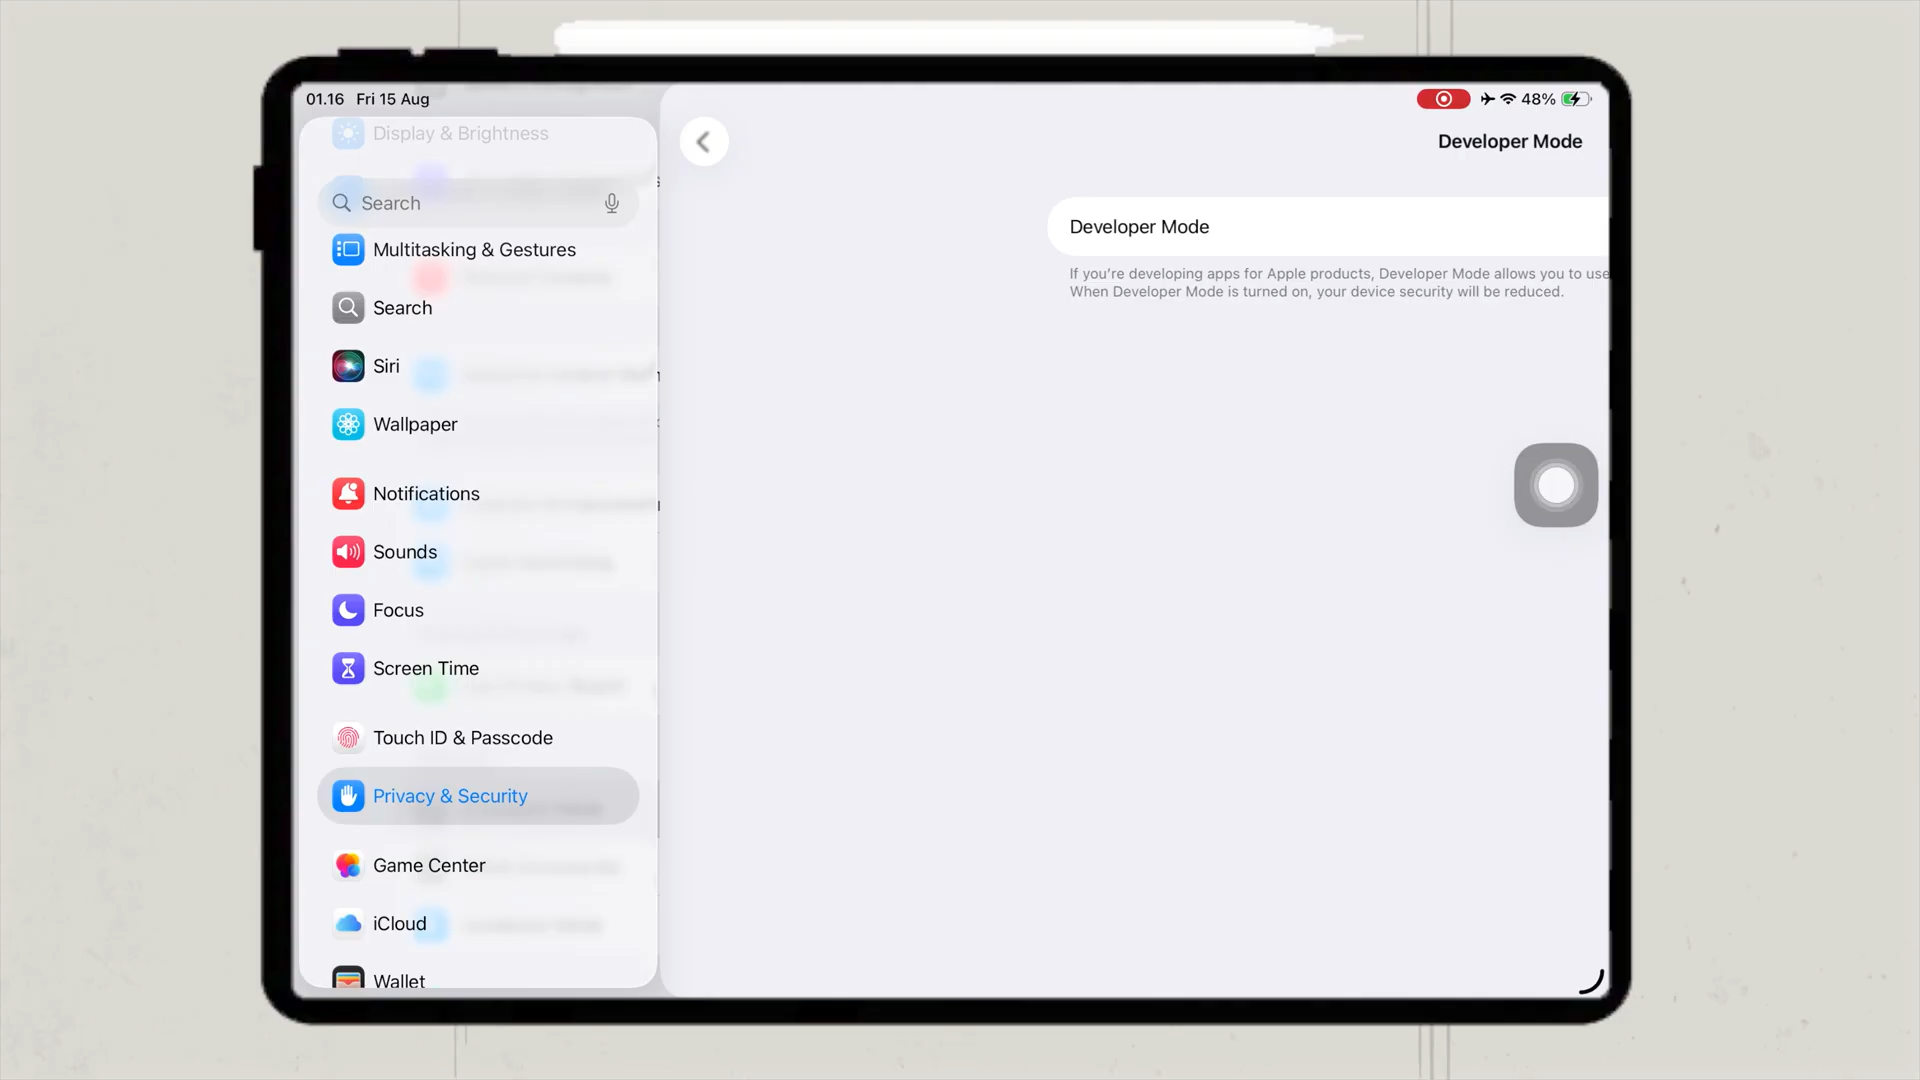 01.16 Fri 15 Aug
48%
Display & Brightness
Search
Multitasking & Gestures
Search
Siri
Wallpaper
Notifications
Sounds
Focus
Screen Time
Touch ID & Passcode
Privacy & Security
Game Center
iCloud
Wallet
Developer Mode
Developer Mode
If you're developing apps for Apple products, Developer Mode allows you to use
When Developer Mode is turned on, your device security will be reduced.